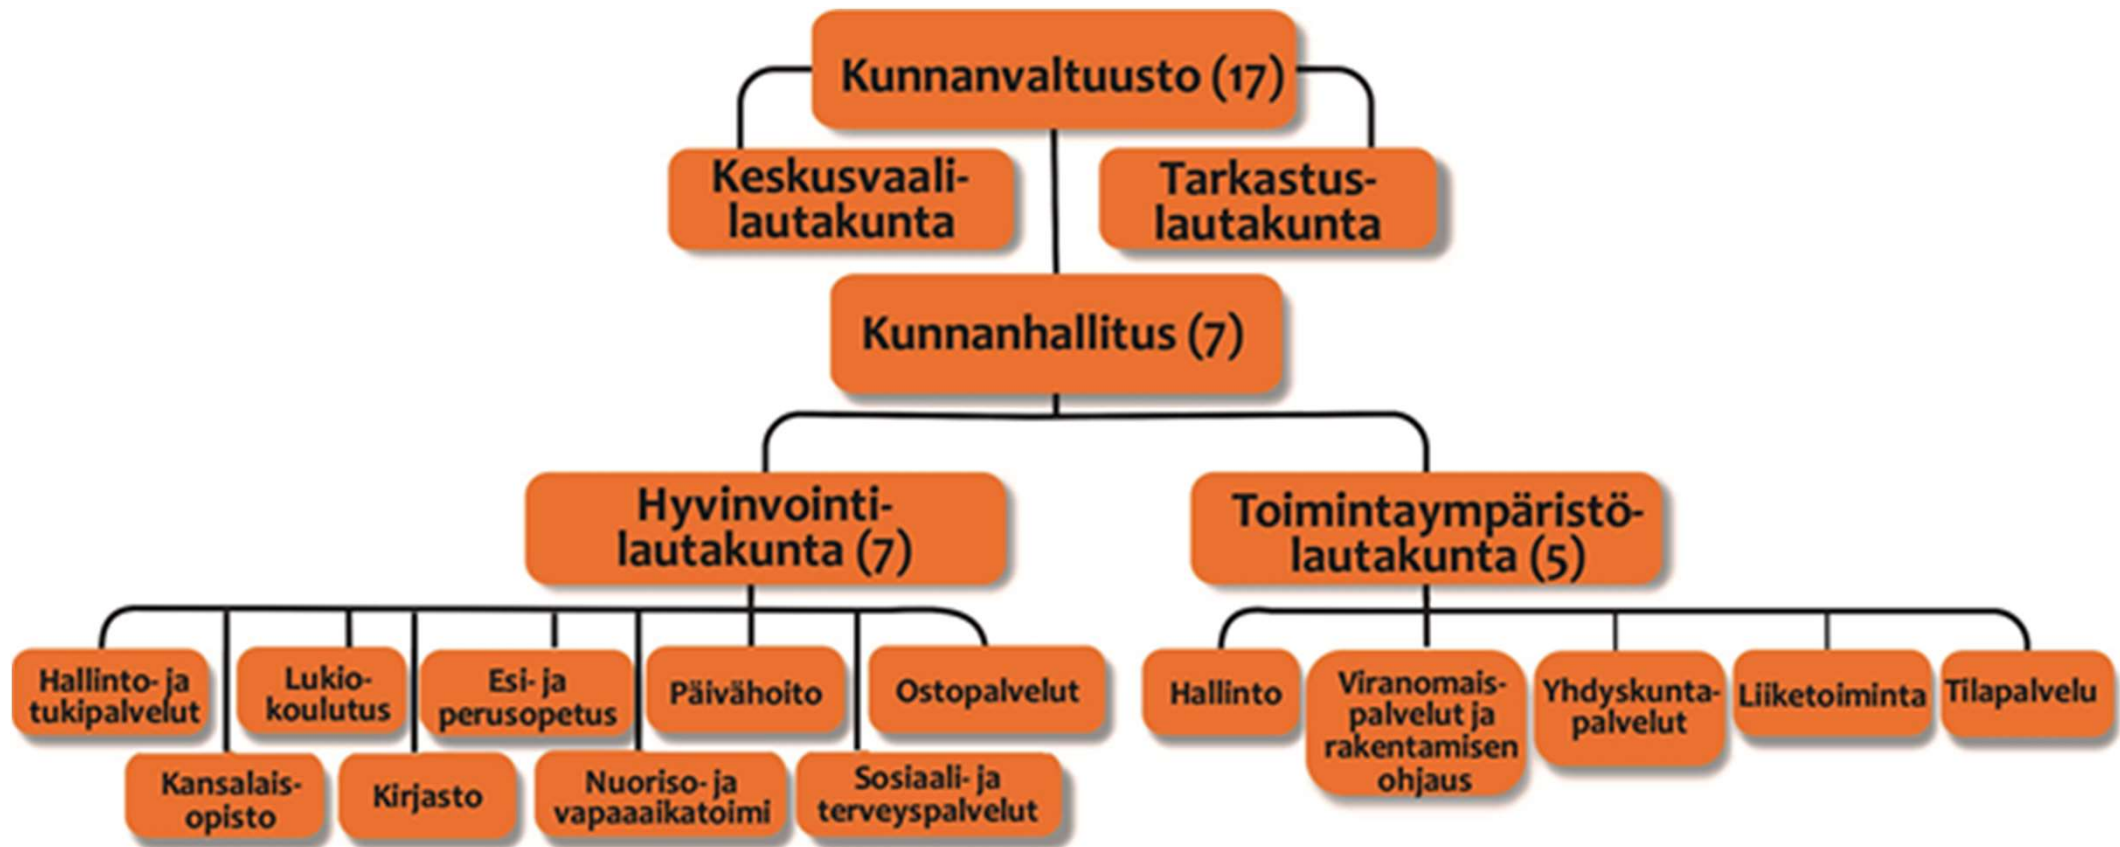 Kunnanvaltuusto (17)
Keskusvaali-
lautakunta
Tarkastus-
lautakunta
Kunnanhallitus (7)
Hyvinvointi-
lautakunta (7)
Toimintaympäristö-
lautakunta (5)
Hallinto- ja
tukipalvelut
Lukio-
koulutus
Esi- ja
perusopetus
Päivähoito
Ostopalvelut
Kansalais-
opisto
Kirjasto
Nuoriso- ja
vapaaaikatoimi
Sosiaali- ja
terveyspalvelut
Hallinto
Viranomais-
palvelut ja
rakentamisen
ohjaus
Yhdyskunta-
palvelut
Liiketoiminta
Tilapalvelu